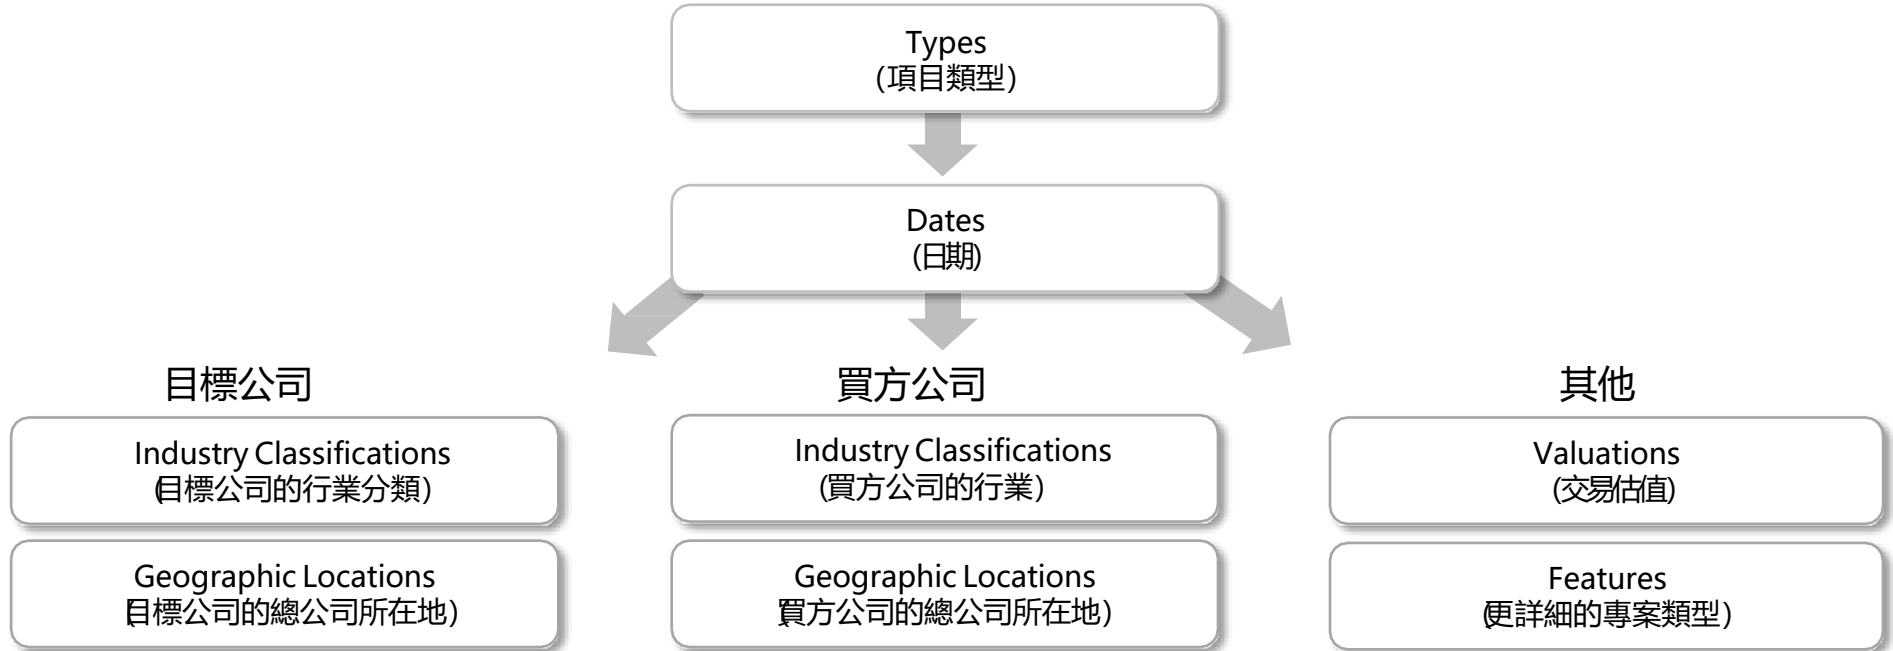 Types
(項目類型)
Dates
(日期)
目標公司
Industry Classifications
(目標公司的行業分類)
Geographic Locations
(目標公司的總公司所在地)
買方公司
Industry Classifications
(買方公司的行業)
Geographic Locations
(買方公司的總公司所在地)
其他
Valuations
(交易估值)
Features
(更詳細的專案類型)